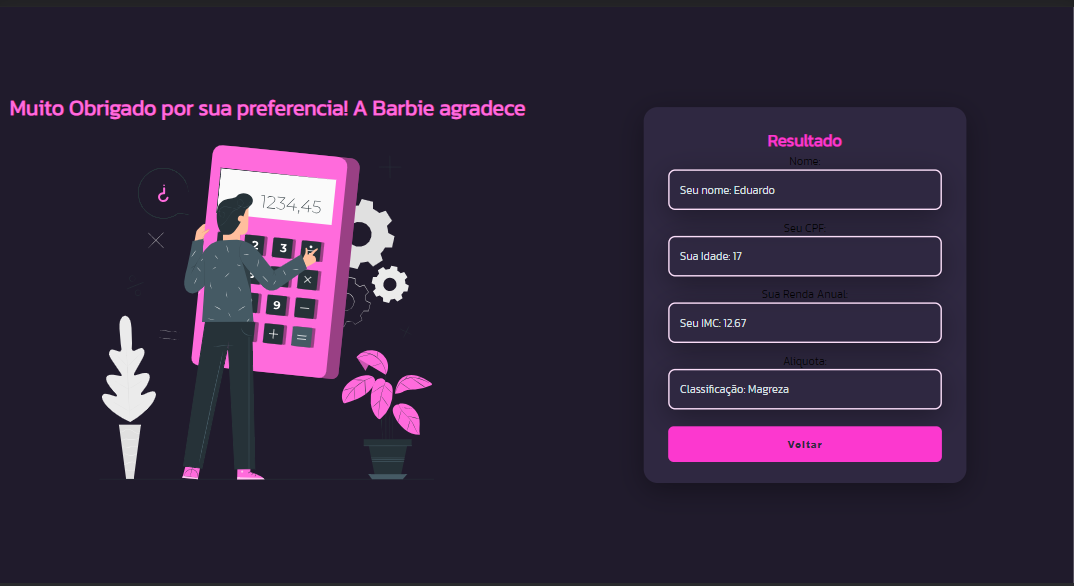 Muito Obrigado por sua preferencia! A Barbie agradece
¿
1234,45
2 3 ÷
×
9 −
+ =
Resultado
Nome:
Seu nome: Eduardo
Seu CPF:
Sua Idade: 17
Sua Renda Anual:
Seu IMC: 12.67
Aliquota:
Classificação: Magreza
Voltar